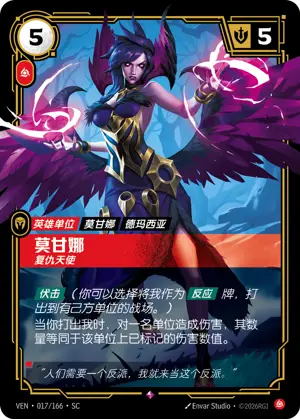 5
5
英雄单位 莫甘娜 德玛西亚
莫甘娜
复仇天使
伏击 (你可以选择将我作为 反应 牌,打
出到有己方单位的战场。)
当你打出我时,对一名单位造成伤害,其数
量等同于该单位上已标记的伤害数值。
"人们需要一个反派,我就来当这个反派。"
VEN • 017/166 • SC
Envar Studio • ©2026RGI